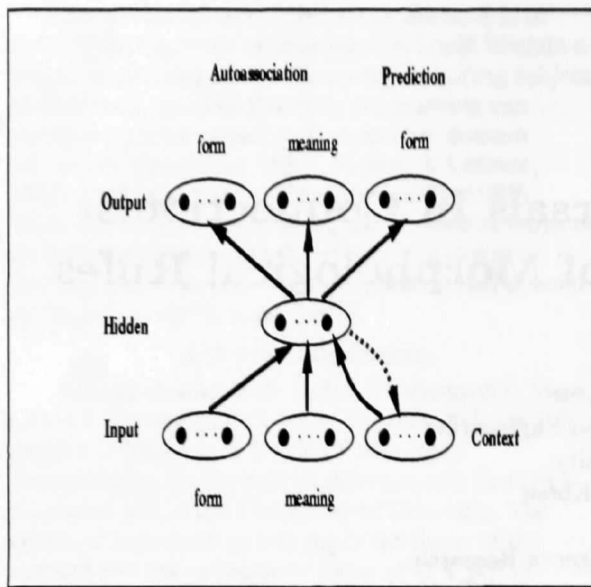 Autoassociation Prediction
form meaning form
Output
Hidden
Input Context
form meaning